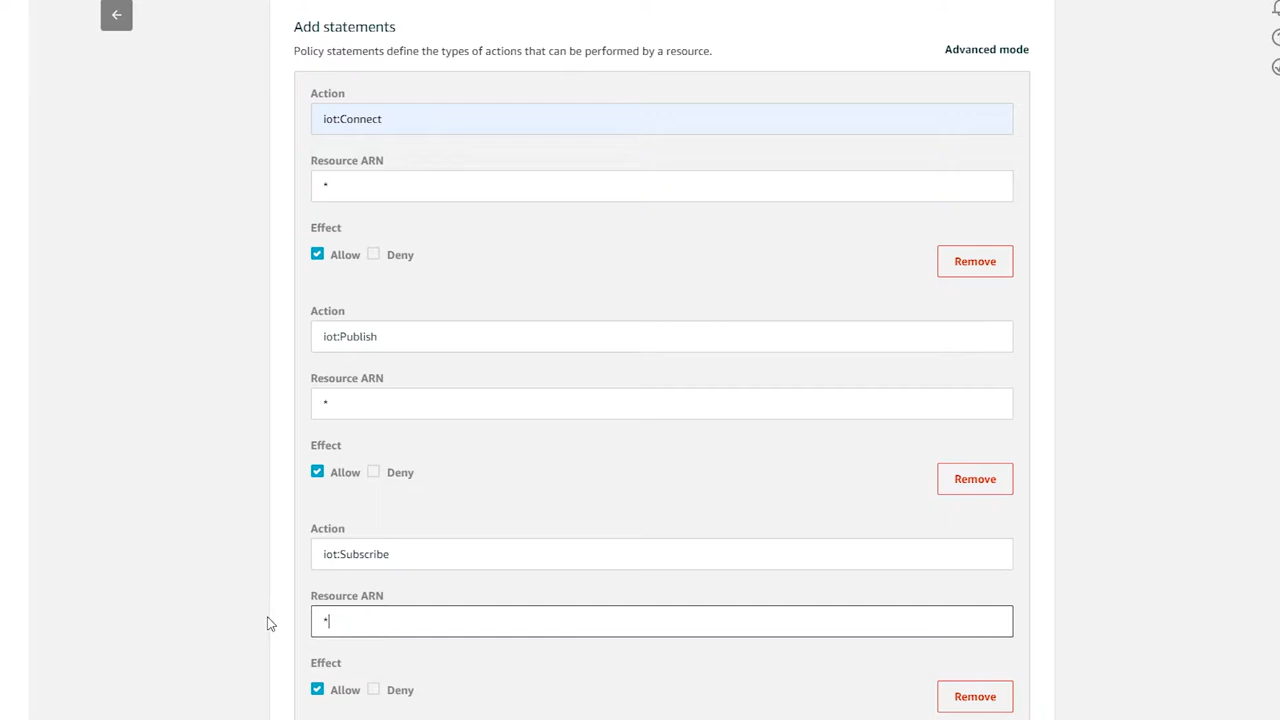 Add statements
Policy statements define the types of actions that can be performed by a resource.
Advanced mode
Action
iot:Connect
Resource ARN
*
Effect
Allow
Deny
Remove
Action
iot:Publish
Resource ARN
*
Effect
Allow
Deny
Remove
Action
iot:Subscribe
Resource ARN
*
Effect
Allow
Deny
Remove